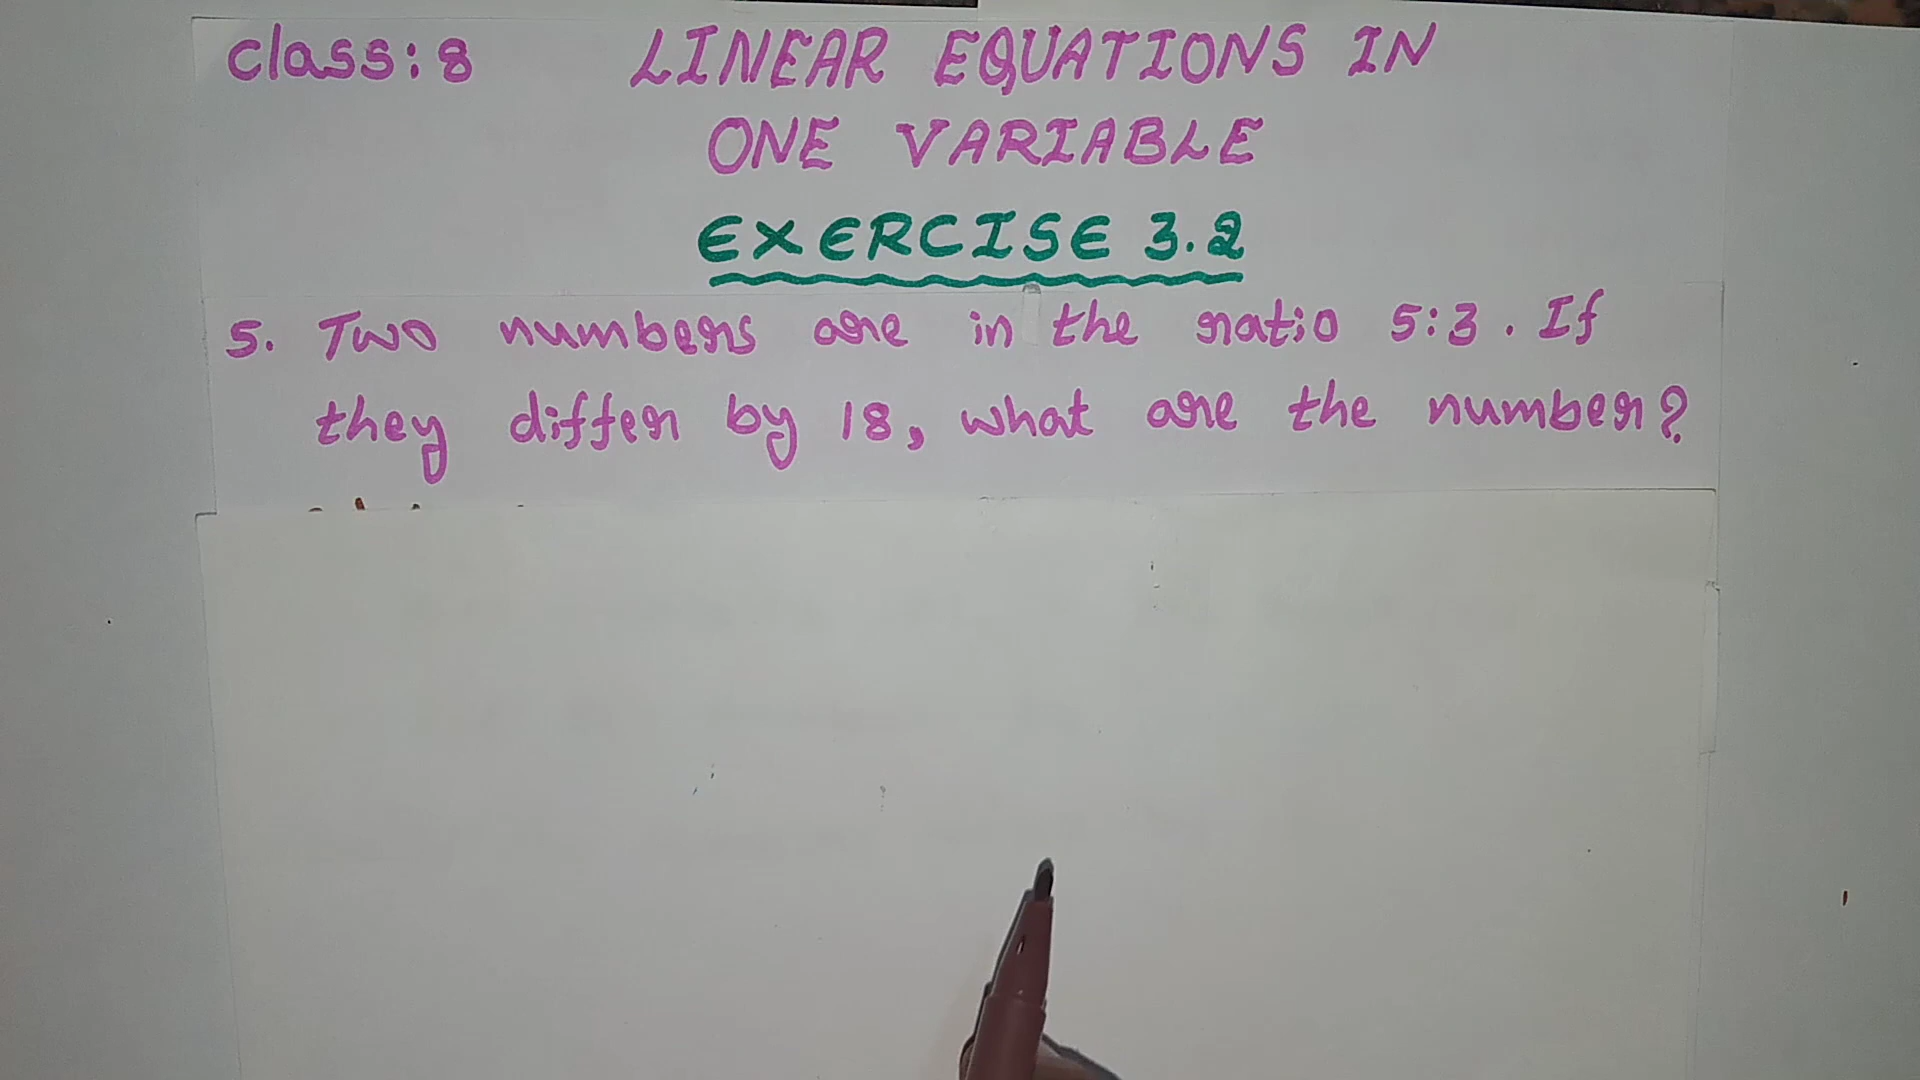 class: 8 LINEAR EQUATIONS IN
ONE VARIABLE
EXERCISE 3.2
5. Two numbers are in the ratio 5:3. If
they differ by 18, what are the number?